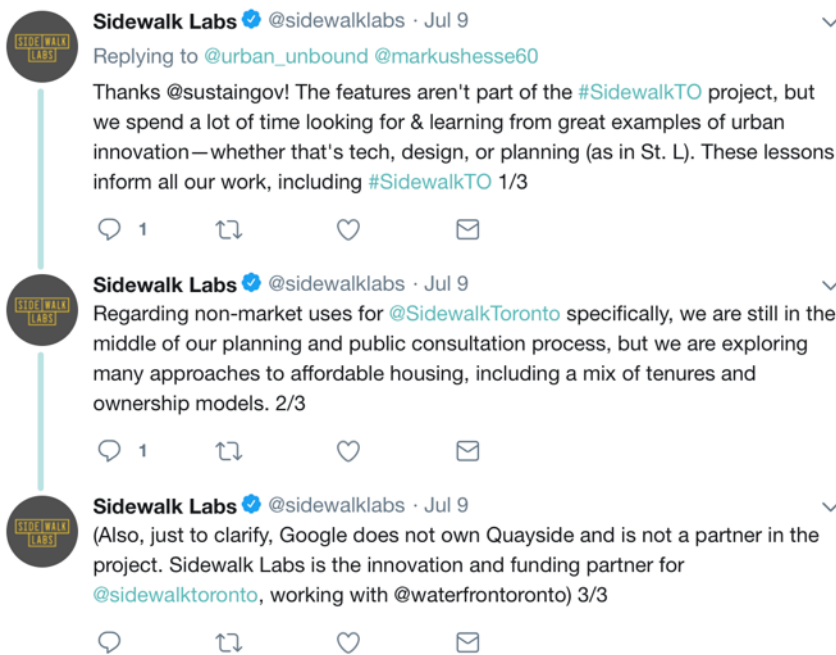 SIDE WALK
LABS
Sidewalk Labs @sidewalklabs · Jul 9
Replying to @urban_unbound @markushesse60
Thanks @sustaingov! The features aren't part of the #SidewalkTO project, but
we spend a lot of time looking for & learning from great examples of urban
innovation—whether that's tech, design, or planning (as in St. L). These lessons
inform all our work, including #SidewalkTO 1/3
1
SIDE WALK
LABS
Sidewalk Labs @sidewalklabs · Jul 9
Regarding non-market uses for @SidewalkToronto specifically, we are still in the
middle of our planning and public consultation process, but we are exploring
many approaches to affordable housing, including a mix of tenures and
ownership models. 2/3
1
SIDE WALK
LABS
Sidewalk Labs @sidewalklabs · Jul 9
(Also, just to clarify, Google does not own Quayside and is not a partner in the
project. Sidewalk Labs is the innovation and funding partner for
@sidewalktoronto, working with @waterfrontoronto) 3/3